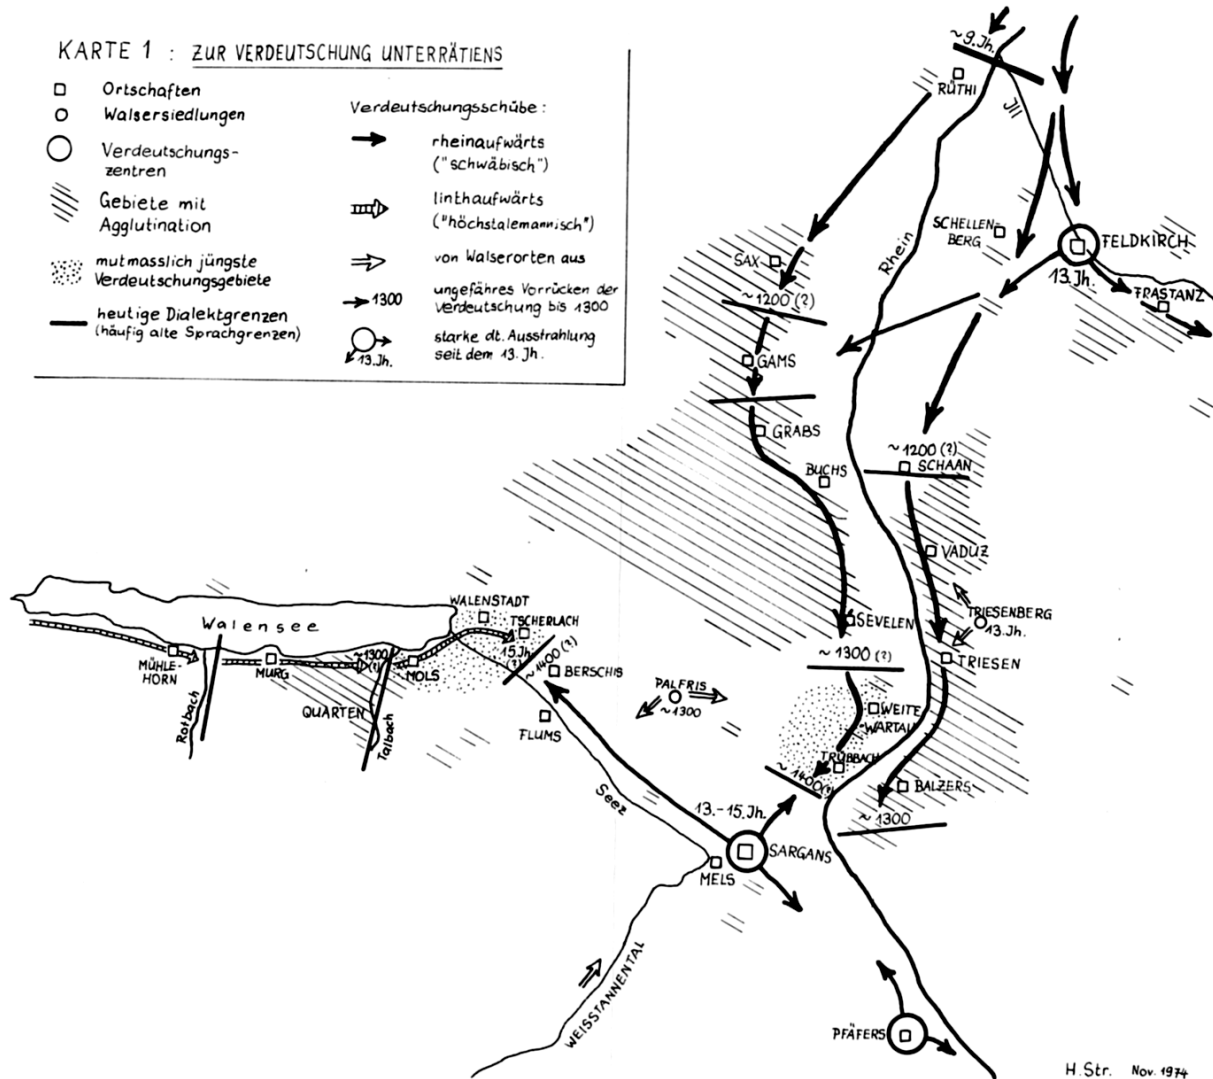 KARTE 1 : ZUR VERDEUTSCHUNG UNTERRÄTIENS
Ortschaften
Walsersiedlungen
Verdeutschungs-
zentren
Gebiete mit
Agglutination
mutmasslich jüngste
Verdeutschungsgebiete
heutige Dialektgrenzen
(häufig alte Sprachgrenzen)
Verdeutschungsschübe:
rheinaufwärts
("schwäbisch")
linthaufwärts
("höchstalemannisch")
von Walserorten aus
1300
ungefähres Vorrücken der
Verdeutschung bis 1300
13.Jh.
starke dt. Ausstrahlung
seit dem 13. Jh.
~9.Jh.
RÜTHI
Jll
Rhein
SCHELLEN-
BERG
FELDKIRCH
13.Jh.
FRASTANZ
SAX
~1200(?)
GAMS
GRABS
BUCHS
~1200(?)
SCHAAN
VADUZ
TRIESENBERG
13.Jh.
TRIESEN
SEVELEN
~1300(?)
WEITE
WARTAU
TRÜBBACH
~1400(?)
BALZERS
~1300
Walensee
WALENSTADT
TSCHERLACH
15.Jh.
(?)
~1400(?)
BERSCHIS
MÜHLE-
HORN
MURG
~1300
(?)
MOLS
QUARTEN
Rotbach
Talbach
FLUMS
PALFRIS
~1300
Seez
13.-15.Jh.
SARGANS
MELS
WEISSTANNENTAL
PFÄFERS
H.Str. Nov. 1974